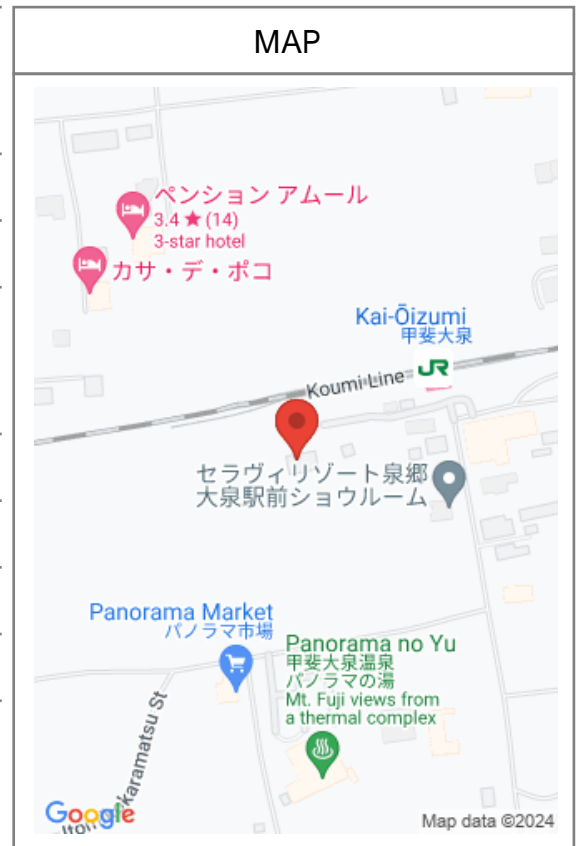 MAP
ペンション アムール
3.4 ★ (14)
3-star hotel
カサ・デ・ポコ
Kai-Ōizumi
甲斐大泉
JR
Koumi Line
セラヴィリゾート泉郷
大泉駅前ショウルーム
Panorama Market
パノラマ市場
Panorama no Yu
甲斐大泉温泉
パノラマの湯
Mt. Fuji views from
a thermal complex
karamatsu St
Google
Map data ©2024